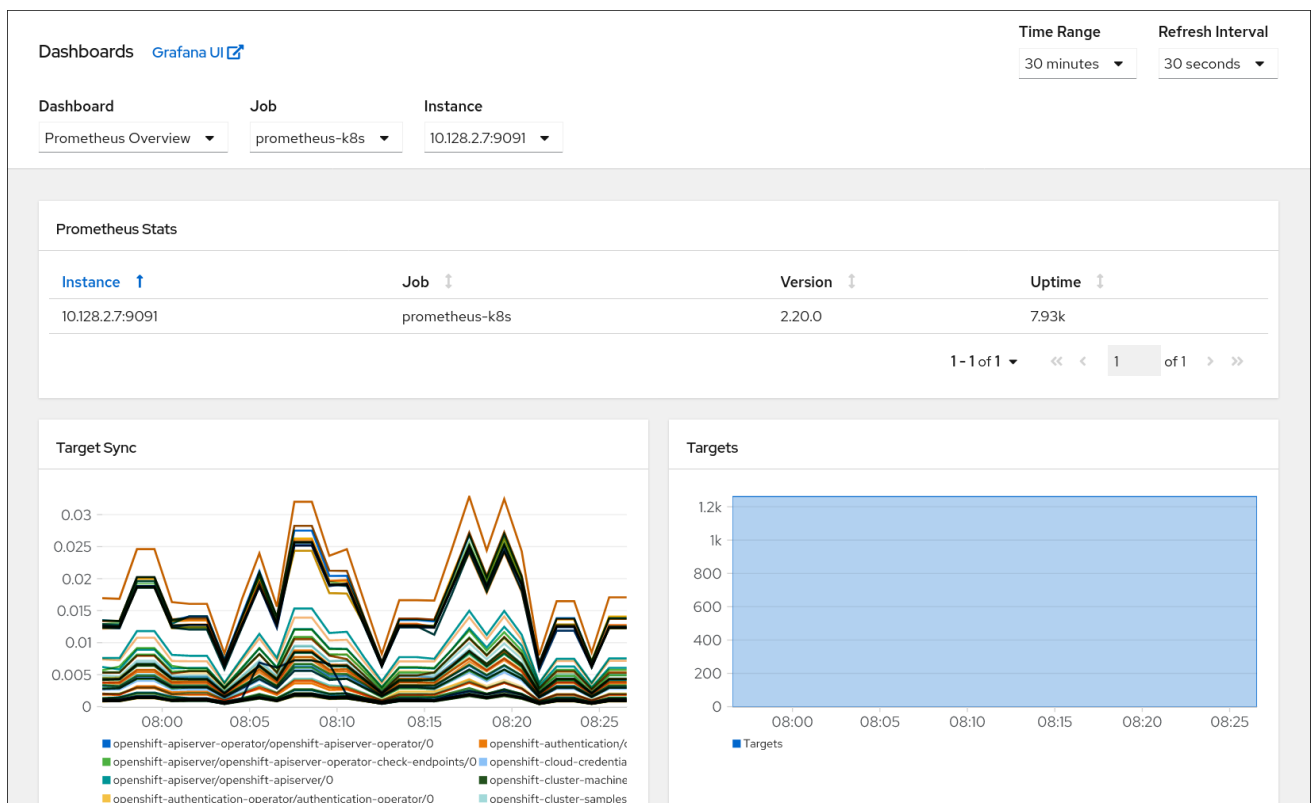 Time Range Refresh Interval
Dashboards Grafana UI
30 minutes 30 seconds
Dashboard Job Instance
Prometheus Overview prometheus-k8s 10.128.2.7:9091
Prometheus Stats
Instance Job Version Uptime
10.128.2.7:9091 prometheus-k8s 2.20.0 7.93k
1 - 1 of 1 1 of 1
Target Sync
0.03
0.025
0.02
0.015
0.01
0.005
0
08:00 08:05 08:10 08:15 08:20 08:25
openshift-apiserver-operator/openshift-apiserver-operator/0 openshift-authentication/
openshift-apiserver/openshift-apiserver-operator-check-endpoints/0 openshift-cloud-credentia
openshift-apiserver/openshift-apiserver/0 openshift-cluster-machine
openshift-authentication-operator/authentication-operator/0 openshift-cluster-samples
Targets
1.2k
1k
800
600
400
200
0
08:00 08:05 08:10 08:15 08:20 08:25
Targets